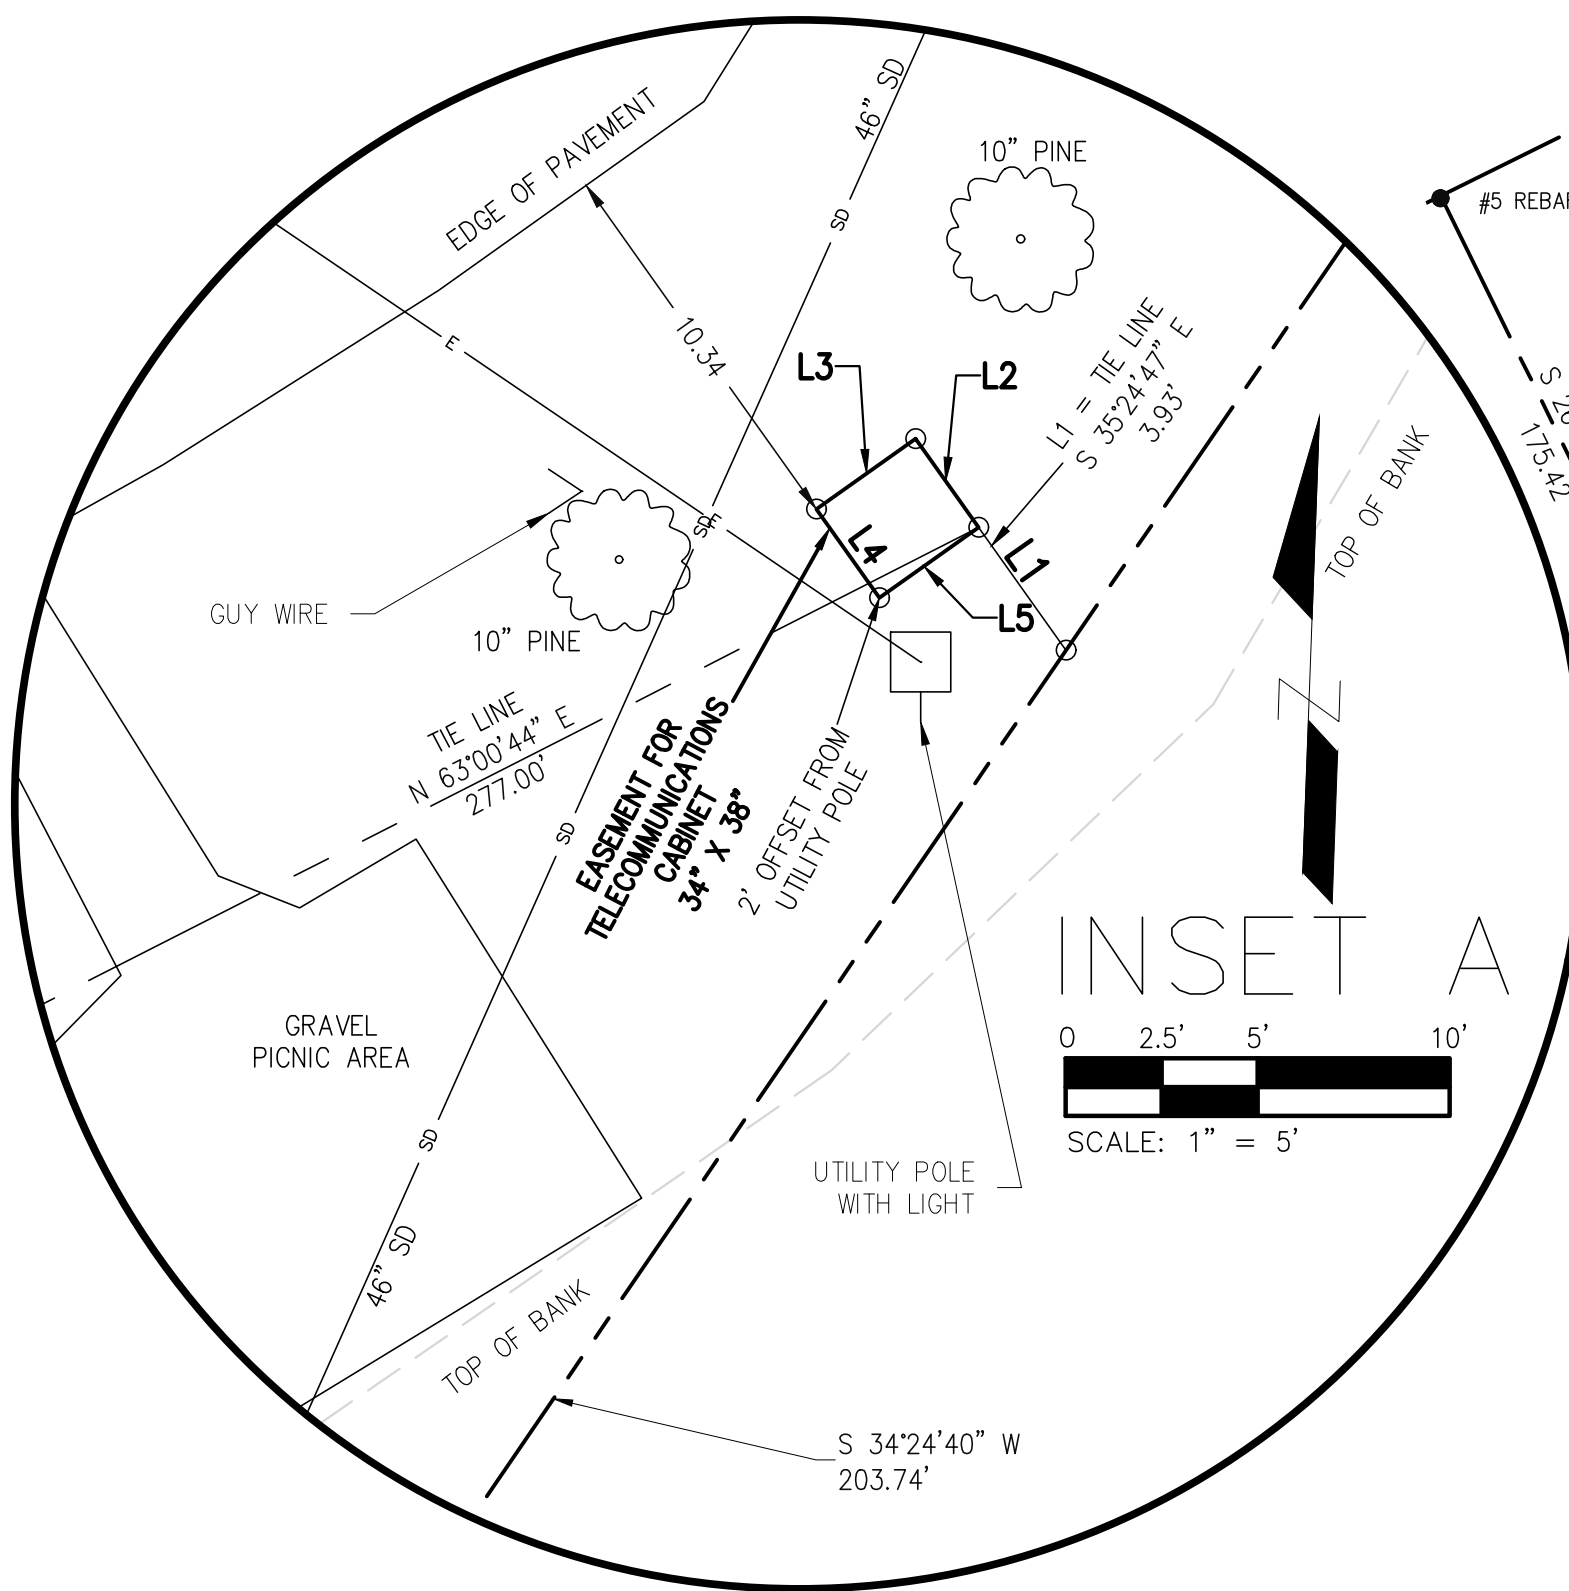 EDGE OF PAVEMENT
46" SD
SD
10" PINE
#5 REBAR
E
10.34
L3
L2
L1 = TIE LINE
S 35°24'47" E
3.93'
175.42
TOP OF BANK
SD
E
L4
L1
L5
GUY WIRE
10" PINE
TIE LINE
N 63°00'44" E
277.00'
EASEMENT FOR
TELECOMMUNICATIONS
CABINET
34" X 38"
2' OFFSET FROM
UTILITY POLE
N
SD
INSET A
GRAVEL
PICNIC AREA
0 2.5' 5' 10'
SCALE: 1" = 5'
SD
UTILITY POLE
WITH LIGHT
46" SD
TOP OF BANK
S 34°24'40" W
203.74'